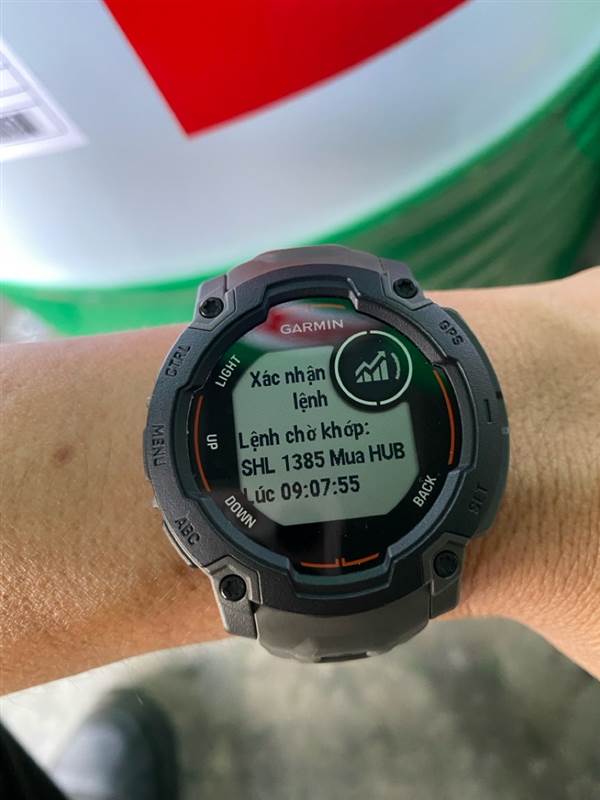 GARMIN
GPS
CTRL
LIGHT
Xác nhận
lệnh
Lệnh chờ khớp:
UP
MENU
SHL 1385 Mua HUB
Lúc 09:07:55
DOWN
BACK
SET
ABC